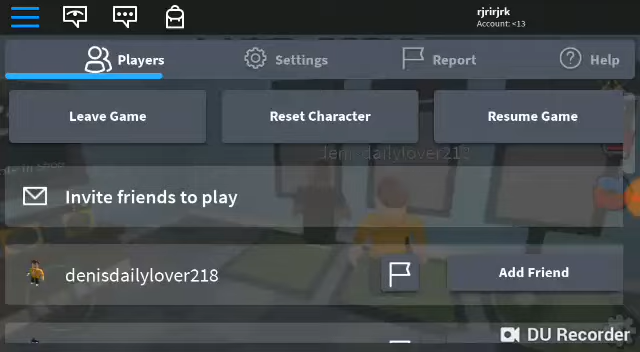 rjrirjrk
Account: <13
Players
Settings
Report
Help
Leave Game
Reset Character
Resume Game
denisdailylover218
Invite friends to play
denisdailylover218
Add Friend
DU Recorder